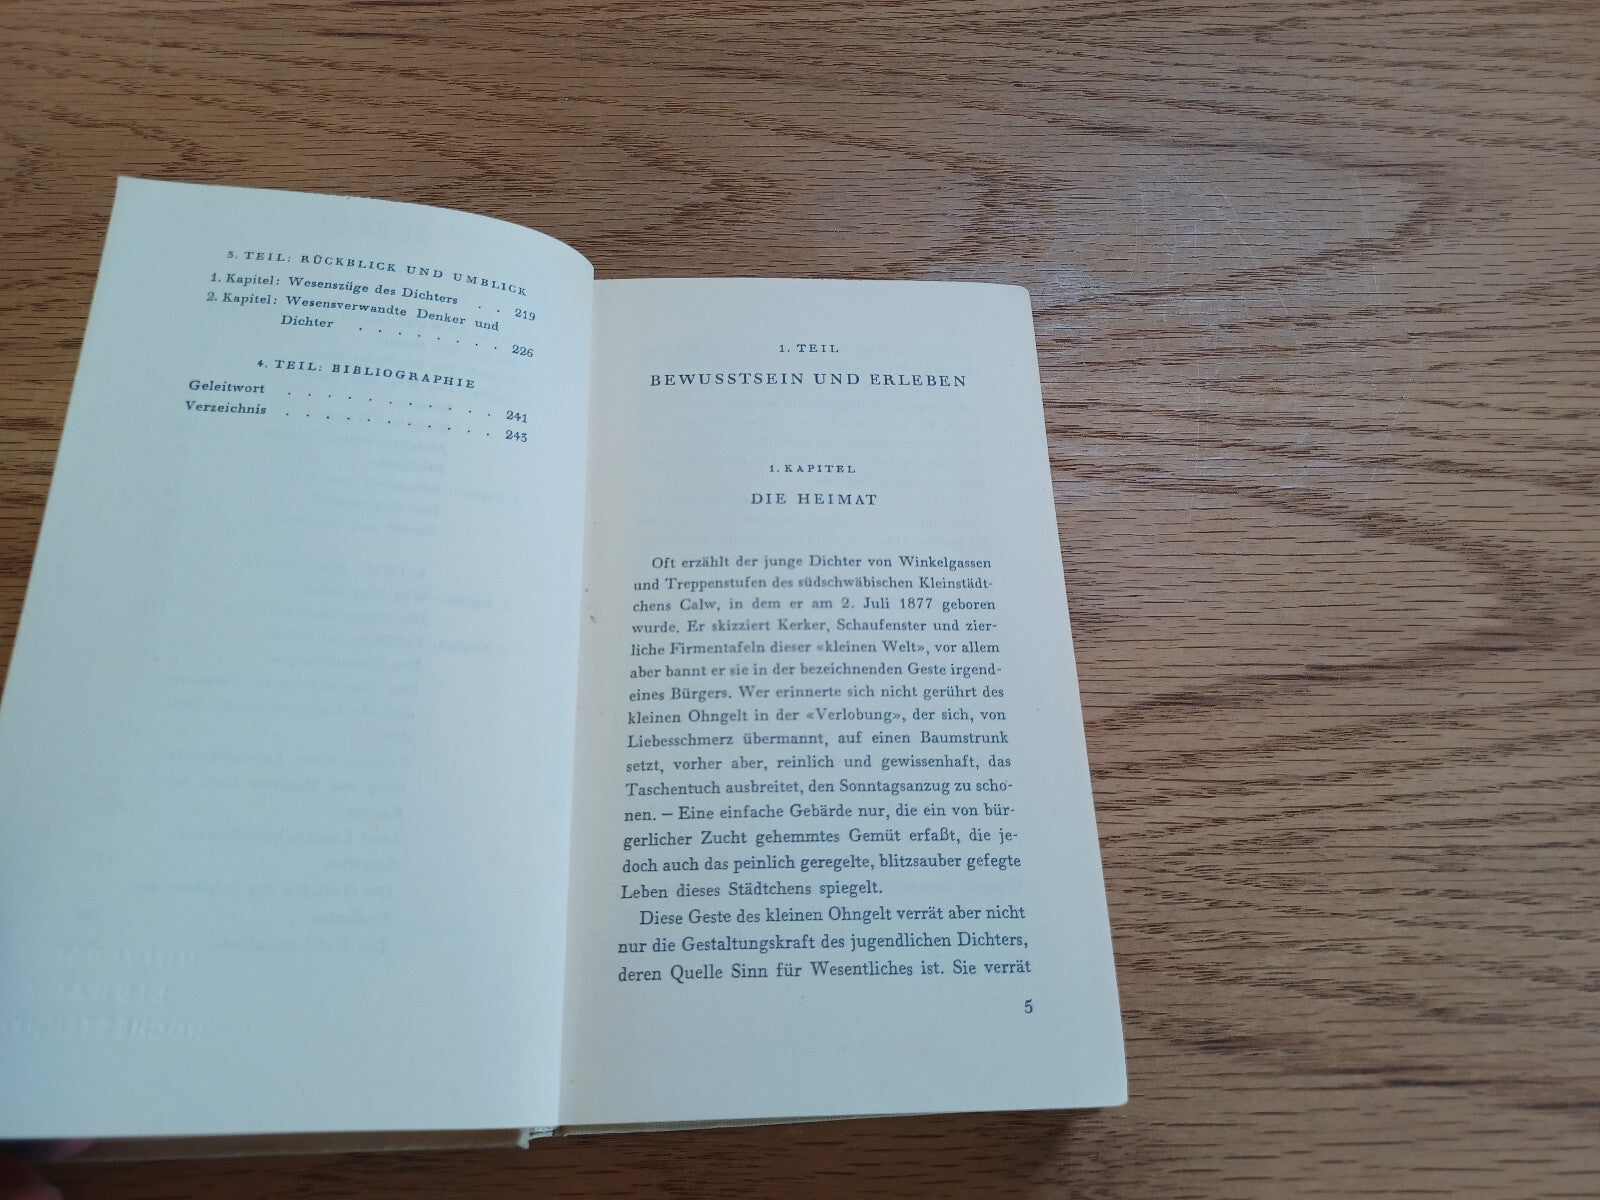 3. TEIL: RÜCKBLICK UND UMBLICK
1. Kapitel: Wesenszüge des Dichters . . 219
2. Kapitel: Wesensverwandte Denker und
Dichter . . . . . . . . 226
4. TEIL: BIBLIOGRAPHIE
Geleitwort . . . . . . . . . . . 241
Verzeichnis . . . . . . . . . . . 243
1. TEIL
BEWUSSTSEIN UND ERLEBEN
1. KAPITEL
DIE HEIMAT
Oft erzählt der junge Dichter von Winkelgassen
und Treppenstufen des südschwäbischen Kleinstädt-
chens Calw, in dem er am 2. Juli 1877 geboren
wurde. Er skizziert Kerker, Schaufenster und zier-
liche Firmentafeln dieser «kleinen Welt», vor allem
aber bannt er sie in der bezeichnenden Geste irgend-
eines Bürgers. Wer erinnerte sich nicht gerührt des
kleinen Ohngelt in der «Verlobung», der sich, von
Liebesschmerz übermannt, auf einen Baumstrunk
setzt, vorher aber, reinlich und gewissenhaft, das
Taschentuch ausbreitet, den Sonntagsanzug zu scho-
nen. — Eine einfache Gebärde nur, die ein von bür-
gerlicher Zucht gehemmtes Gemüt erfaßt, die je-
doch auch das peinlich geregelte, blitzsauber gefegte
Leben dieses Städtchens spiegelt.
Diese Geste des kleinen Ohngelt verrät aber nicht
nur die Gestaltungskraft des jugendlichen Dichters,
deren Quelle Sinn für Wesentliches ist. Sie verrät
5